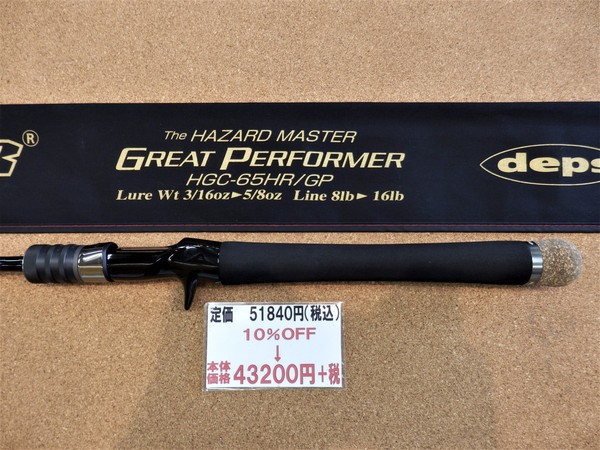 R®
The HAZARD MASTER
GREAT PERFORMER
HGC-65HR/GP
Lure Wt 3/16oz►5/8oz Line 8lb► 16lb
deps
定価 51840円(税込)
10%OFF
↓
本体価格 43200円+税